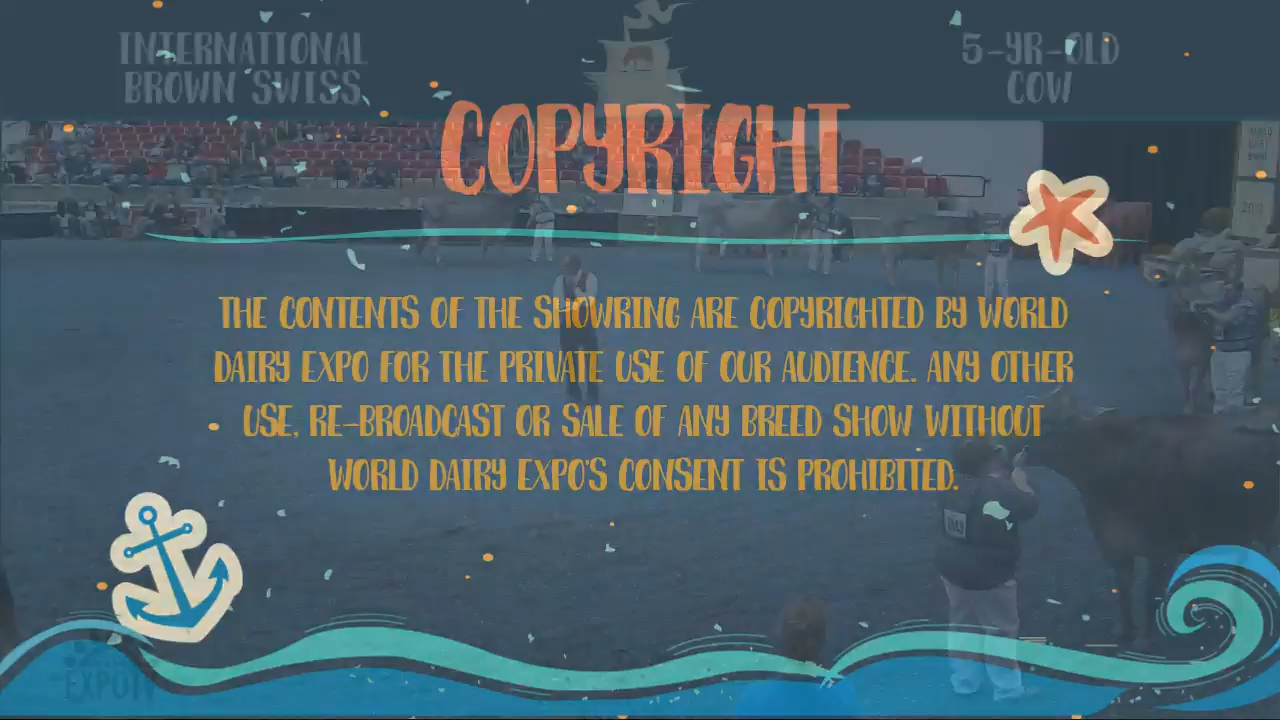 INTERNATIONAL
BROWN SWISS
5-YR-OLD
COW
COPYRIGHT
THE CONTENTS OF THE SHOWRING ARE COPYRIGHTED BY WORLD
DAIRY EXPO FOR THE PRIVATE USE OF OUR AUDIENCE. ANY OTHER
USE, RE-BROADCAST OR SALE OF ANY BREED SHOW WITHOUT
WORLD DAIRY EXPO'S CONSENT IS PROHIBITED.
EXPOTV